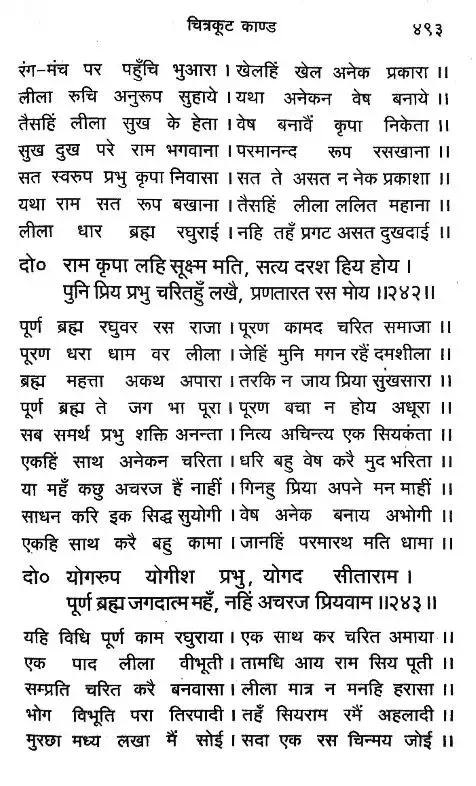 चित्रकूट काण्ड ४९३
रंग-मंच पर पहुँचि भुआरा । खेलहिं खेल अनेक प्रकारा ।।
लीला रुचि अनुरूप सुहाये । यथा अनेकन वेष बनाये ।।
तैसहिं लीला सुख के हेता । वेष बनावैं कृपा निकेता ।।
सुख दुख परे राम भगवाना । परमानन्द रूप रसखाना ।।
सत स्वरुप प्रभु कृपा निवासा । सत ते असत न नेक प्रकाशा ।।
यथा राम सत रूप बखाना । तैसहिं लीला ललित महाना ।।
लीला धार ब्रह्म रघुराई । नहि तहँ प्रगट असत दुखदाई ।।
दो० राम कृपा लहि सूक्ष्म मति, सत्य दरश हिय होय ।
पुनि प्रिय प्रभु चरितहुँ लखै, प्रणतारत रस मोय ।।२४२।।
पूर्ण ब्रह्म रघुवर रस राजा । पूरण कामद चरित समाजा ।।
पूरण धरा धाम वर लीला । जेहिं मुनि मगन रहैं दमशीला ।।
ब्रह्म महत्ता अकथ अपारा । तरकि न जाय प्रिया सुखसारा ।।
पूर्ण ब्रह्म ते जग भा पूरा । पूरण बचा न होय अधूरा ।।
सब समर्थ प्रभु शक्ति अनन्ता । नित्य अचिन्त्य एक सियकंता ।।
एकहिं साथ अनेकन चरिता । धरि बहु वेष करै मुद भरिता ।।
या महँ कछु अचरज हैं नाहीं । गिनहु प्रिया अपने मन माहीं ।।
साधन करि इक सिद्ध सुयोगी । वेष अनेक बनाय अभोगी ।।
एकहि साथ करै बहु कामा । जानहिं परमारथ मति धामा ।।
दो० योगरुप योगीश प्रभु, योगद सीताराम ।
पूर्ण ब्रह्म जगदात्म महँ, नहिं अचरज प्रियवाम ।।२४३।।
यहि विधि पूर्ण काम रघुराया । एक साथ कर चरित अमाया ।।
एक पाद लीला वीभूती । तामधि आय राम सिय पूती ।।
सम्प्रति चरित करै बनवासा । लीला मात्र न मनहि हरासा ।।
भोग विभूति परा तिरपादी । तहँ सियराम रमैं अहलादी ।।
मुरछा मध्य लखा मैं सोई । सदा एक रस चिन्मय जोई ।।